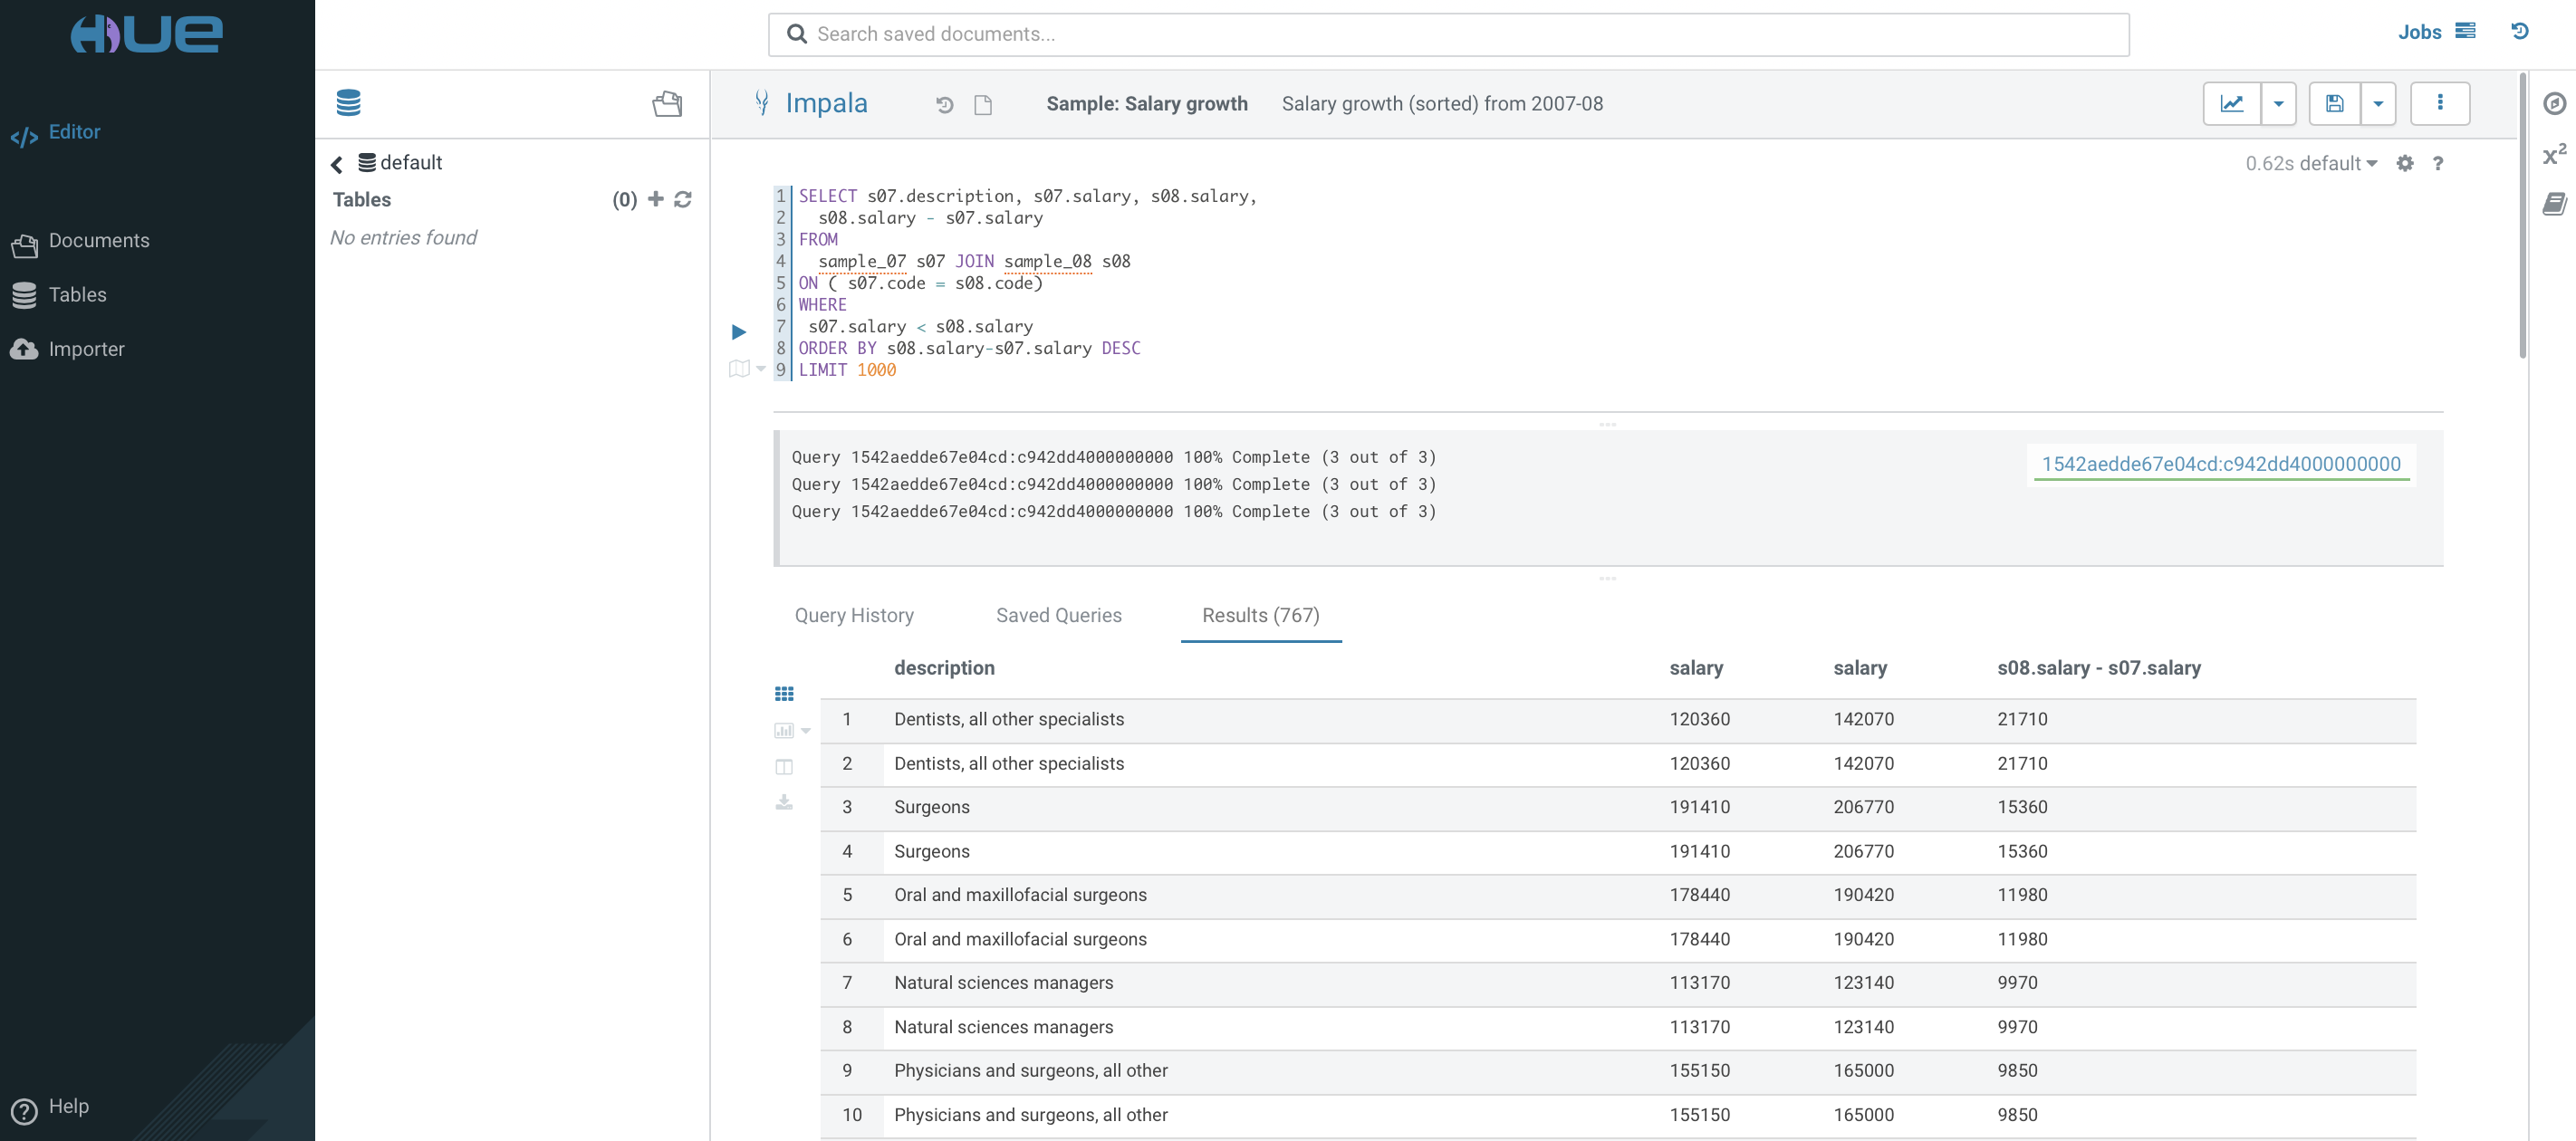 HUE
Search saved documents...
Jobs
Editor
Documents
Tables
Importer
Help
default
Tables (0)
No entries found
Impala
Sample: Salary growth Salary growth (sorted) from 2007-08
0.62s default ?
x2
1 SELECT s07.description, s07.salary, s08.salary,
2 s08.salary - s07.salary
3 FROM
4 sample_07 s07 JOIN sample_08 s08
5 ON ( s07.code = s08.code)
6 WHERE
7 s07.salary < s08.salary
8 ORDER BY s08.salary-s07.salary DESC
9 LIMIT 1000
Query 1542aedde67e04cd:c942dd4000000000 100% Complete (3 out of 3)
Query 1542aedde67e04cd:c942dd4000000000 100% Complete (3 out of 3)
Query 1542aedde67e04cd:c942dd4000000000 100% Complete (3 out of 3)
1542aedde67e04cd:c942dd4000000000
Query History Saved Queries Results (767)
description salary salary s08.salary - s07.salary
1 Dentists, all other specialists 120360 142070 21710
2 Dentists, all other specialists 120360 142070 21710
3 Surgeons 191410 206770 15360
4 Surgeons 191410 206770 15360
5 Oral and maxillofacial surgeons 178440 190420 11980
6 Oral and maxillofacial surgeons 178440 190420 11980
7 Natural sciences managers 113170 123140 9970
8 Natural sciences managers 113170 123140 9970
9 Physicians and surgeons, all other 155150 165000 9850
10 Physicians and surgeons, all other 155150 165000 9850